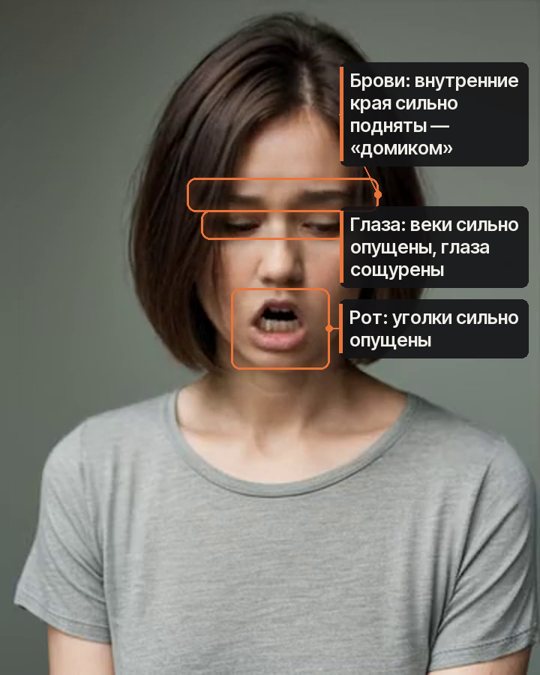 Брови: внутренние
края сильно
подняты —
«домиком»
Глаза: веки сильно
опущены, глаза
сощурены
Рот: уголки сильно
опущены